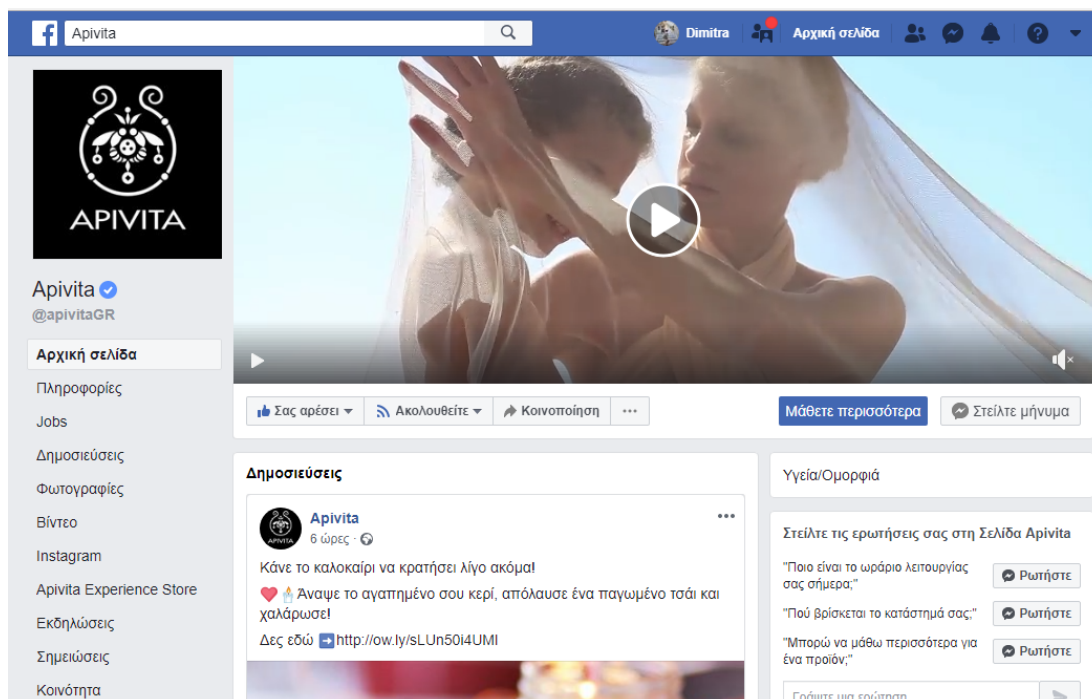 Apivita
Dimitra
Αρχική σελίδα
APIVITA
Apivita
@apivitaGR
Αρχική σελίδα
Πληροφορίες
Jobs
Δημοσιεύσεις
Φωτογραφίες
Βίντεο
Instagram
Apivita Experience Store
Εκδηλώσεις
Σημειώσεις
Κοινότητα
Σας αρέσει
Ακολουθείτε
Κοινοποίηση
Μάθετε περισσότερα
Στείλτε μήνυμα
Δημοσιεύσεις
APIVITA
Apivita
6 ώρες ·
Κάνε το καλοκαίρι να κρατήσει λίγο ακόμα!
Άναψε το αγαπημένο σου κερί, απόλαυσε ένα παγωμένο τσάι και
χαλάρωσε!
Δες εδώ ➡http://ow.ly/sLUn50i4UMI
Υγεία/Ομορφιά
Στείλτε τις ερωτήσεις σας στη Σελίδα Apivita
"Ποιο είναι το ωράριο λειτουργίας
σας σήμερα;"
Ρωτήστε
"Πού βρίσκεται το κατάστημά σας;"
Ρωτήστε
"Μπορώ να μάθω περισσότερα για
ένα προϊόν;"
Ρωτήστε
Γράψτε μια ερώτηση